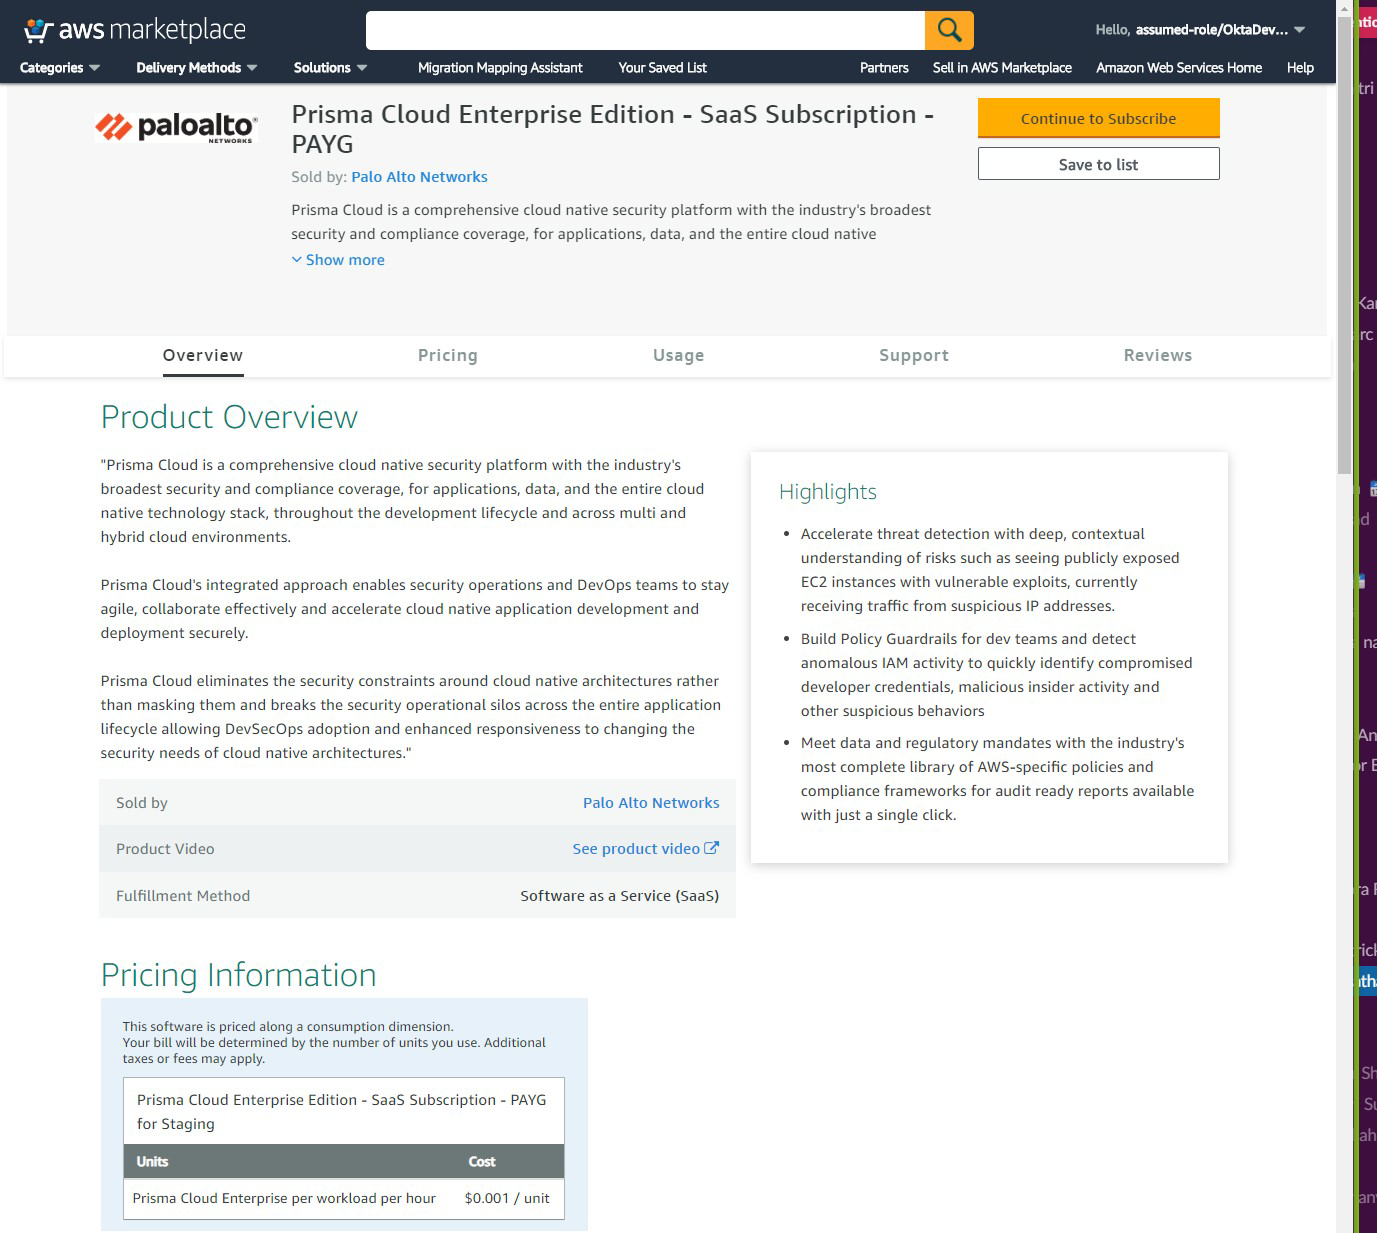 aws marketplace
Hello, assumed-role/OktaDev...
Categories Delivery Methods Solutions Migration Mapping Assistant Your Saved List Partners Sell in AWS Marketplace Amazon Web Services Home Help
paloalto
NETWORKS
Prisma Cloud Enterprise Edition - SaaS Subscription -
PAYG
Sold by: Palo Alto Networks
Prisma Cloud is a comprehensive cloud native security platform with the industry's broadest
security and compliance coverage, for applications, data, and the entire cloud native
Show more
Continue to Subscribe
Save to list
Overview Pricing Usage Support Reviews
Product Overview
"Prisma Cloud is a comprehensive cloud native security platform with the industry's
broadest security and compliance coverage, for applications, data, and the entire cloud
native technology stack, throughout the development lifecycle and across multi and
hybrid cloud environments.
Prisma Cloud's integrated approach enables security operations and DevOps teams to stay
agile, collaborate effectively and accelerate cloud native application development and
deployment securely.
Prisma Cloud eliminates the security constraints around cloud native architectures rather
than masking them and breaks the security operational silos across the entire application
lifecycle allowing DevSecOps adoption and enhanced responsiveness to changing the
security needs of cloud native architectures."
Sold by Palo Alto Networks
Product Video See product video
Fulfillment Method Software as a Service (SaaS)
Highlights
• Accelerate threat detection with deep, contextual
understanding of risks such as seeing publicly exposed
EC2 instances with vulnerable exploits, currently
receiving traffic from suspicious IP addresses.
• Build Policy Guardrails for dev teams and detect
anomalous IAM activity to quickly identify compromised
developer credentials, malicious insider activity and
other suspicious behaviors
• Meet data and regulatory mandates with the industry's
most complete library of AWS-specific policies and
compliance frameworks for audit ready reports available
with just a single click.
Pricing Information
This software is priced along a consumption dimension.
Your bill will be determined by the number of units you use. Additional
taxes or fees may apply.
Prisma Cloud Enterprise Edition - SaaS Subscription - PAYG
for Staging
Units Cost
Prisma Cloud Enterprise per workload per hour $0.001 / unit